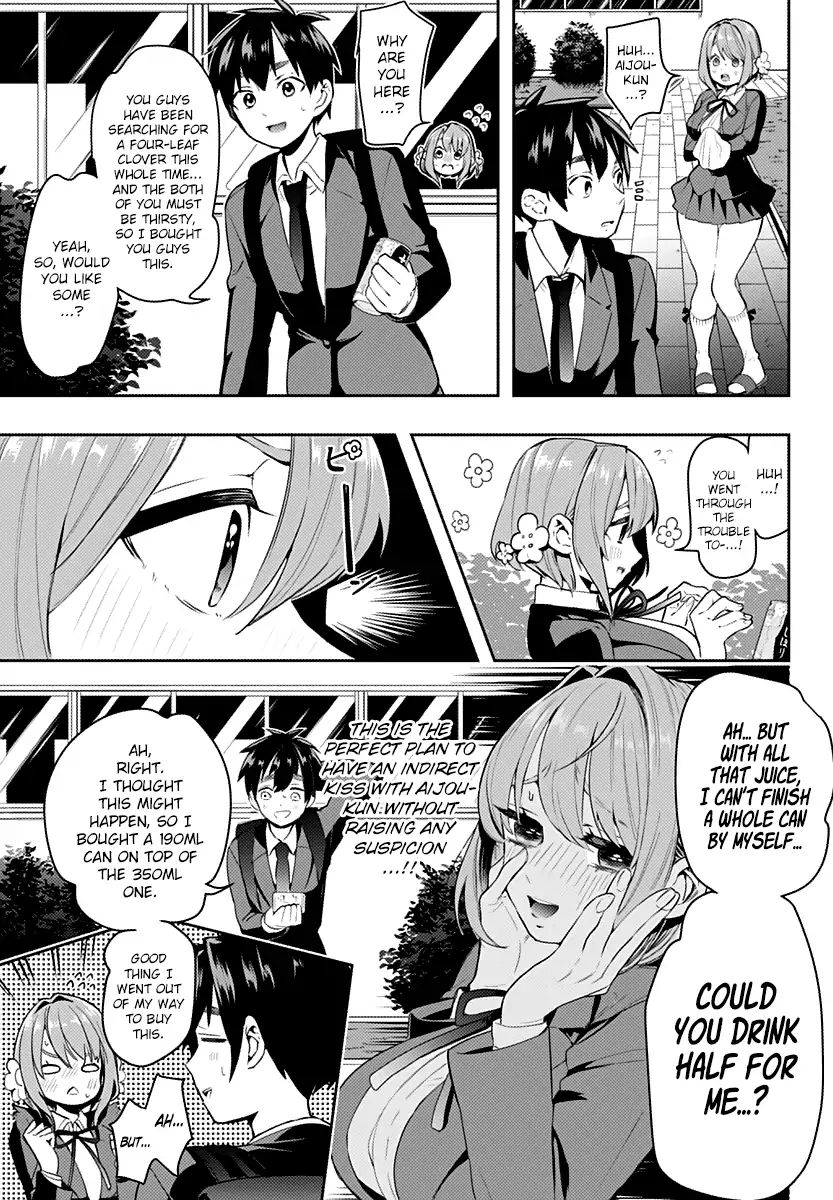 HUH...
AIJOU-
KUN
...?
WHY
ARE
YOU
HERE
...?
YOU GUYS
HAVE BEEN
SEARCHING FOR
A FOUR-LEAF
CLOVER THIS
WHOLE TIME...
AND THE BOTH
OF YOU MUST
BE THIRSTY,
SO I BOUGHT
YOU GUYS
THIS.
YEAH,
SO, WOULD
YOU LIKE
SOME
...?
HUH
...!
YOU
WENT
THROUGH
THE
TROUBLE
TO-...!
AH... BUT
WITH ALL
THAT JUICE,
I CAN'T FINISH
A WHOLE CAN
BY MYSELF...
COULD
YOU DRINK
HALF FOR
ME...?
THIS IS THE
PERFECT PLAN TO
HAVE AN INDIRECT
KISS WITH AIJOU-
KUN WITHOUT
RAISING ANY
SUSPICION
...!!
AH,
RIGHT.
I THOUGHT
THIS MIGHT
HAPPEN, SO I
BOUGHT A 190ML
CAN ON TOP OF
THE 350ML
ONE.
GOOD
THING I
WENT OUT
OF MY WAY
TO BUY
THIS.
AH...
BUT...